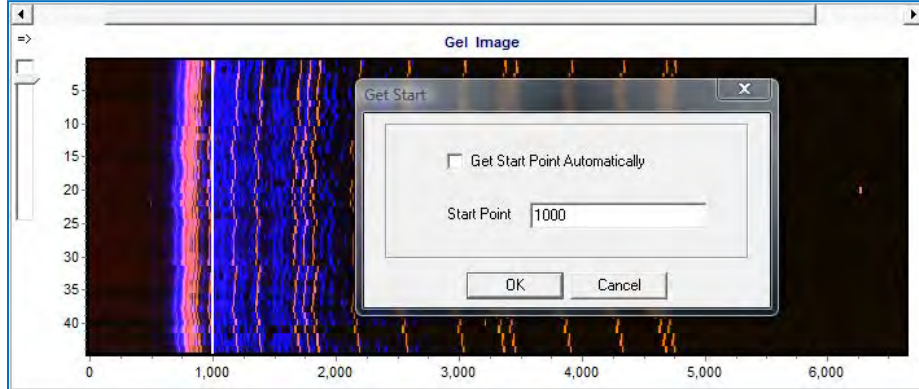 =>
Gel Image
5
10
15
20
25
30
35
40
Get Start
X
Get Start Point Automatically
Start Point 1000
OK Cancel
0 1,000 2,000 3,000 4,000 5,000 6,000